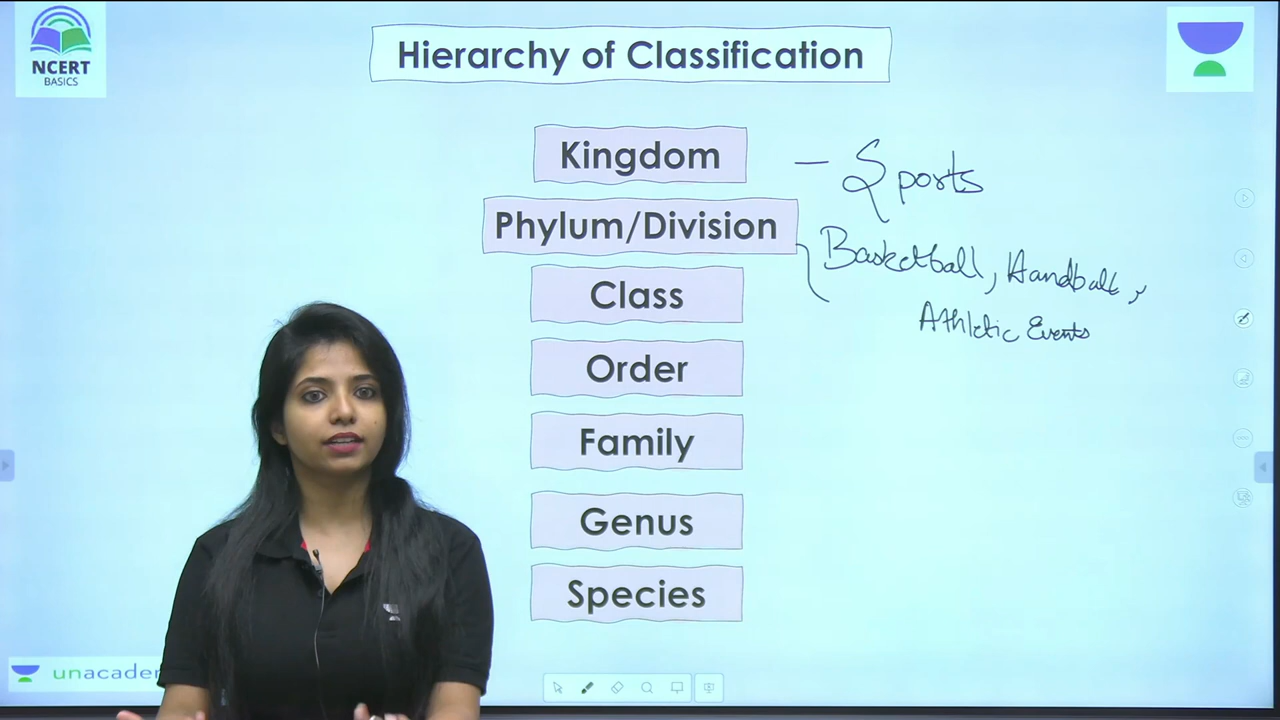 NCERT
BASICS
Hierarchy of Classification
Kingdom
– Sports
Phylum/Division
Basketball, Handball,
Athletic Events
Class
Order
Family
Genus
Species
unacade